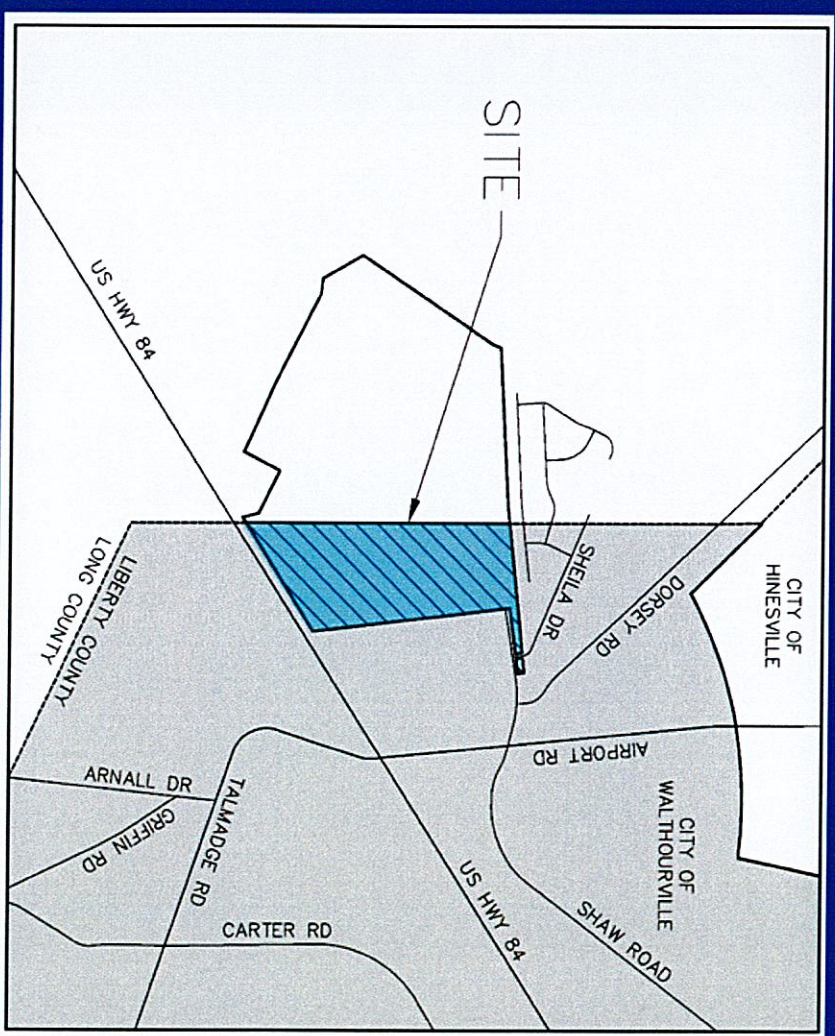 SITE
US HWY 84
CITY OF
HINESVILLE
DORSEY RD
SHEILA DR
LIBERTY COUNTY
LONG COUNTY
AIRPORT RD
CITY OF
WALTHOURVILLE
ARNALL DR
GRIFFIN RD
TALMADGE RD
CARTER RD
US HWY 84
SHAW ROAD